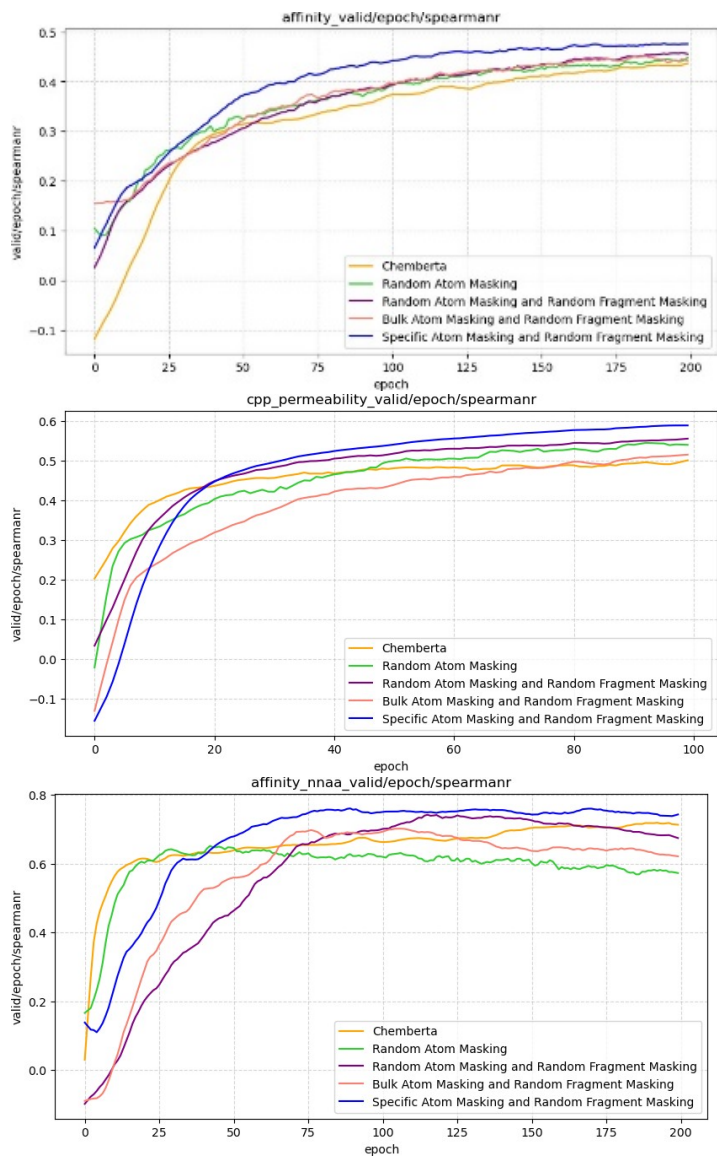 affinity_valid/epoch/spearmanr
valid/epoch/spearmanr
0.5
0.4
0.3
0.2
0.1
0.0
−0.1
Chemberta
Random Atom Masking
Random Atom Masking and Random Fragment Masking
Bulk Atom Masking and Random Fragment Masking
Specific Atom Masking and Random Fragment Masking
0 25 50 75 100 125 150 175 200
epoch
cpp_permeability_valid/epoch/spearmanr
valid/epoch/spearmanr
0.6
0.5
0.4
0.3
0.2
0.1
0.0
−0.1
Chemberta
Random Atom Masking
Random Atom Masking and Random Fragment Masking
Bulk Atom Masking and Random Fragment Masking
Specific Atom Masking and Random Fragment Masking
0 20 40 60 80 100
epoch
affinity_nnaa_valid/epoch/spearmanr
valid/epoch/spearmanr
0.8
0.6
0.4
0.2
0.0
Chemberta
Random Atom Masking
Random Atom Masking and Random Fragment Masking
Bulk Atom Masking and Random Fragment Masking
Specific Atom Masking and Random Fragment Masking
0 25 50 75 100 125 150 175 200
epoch